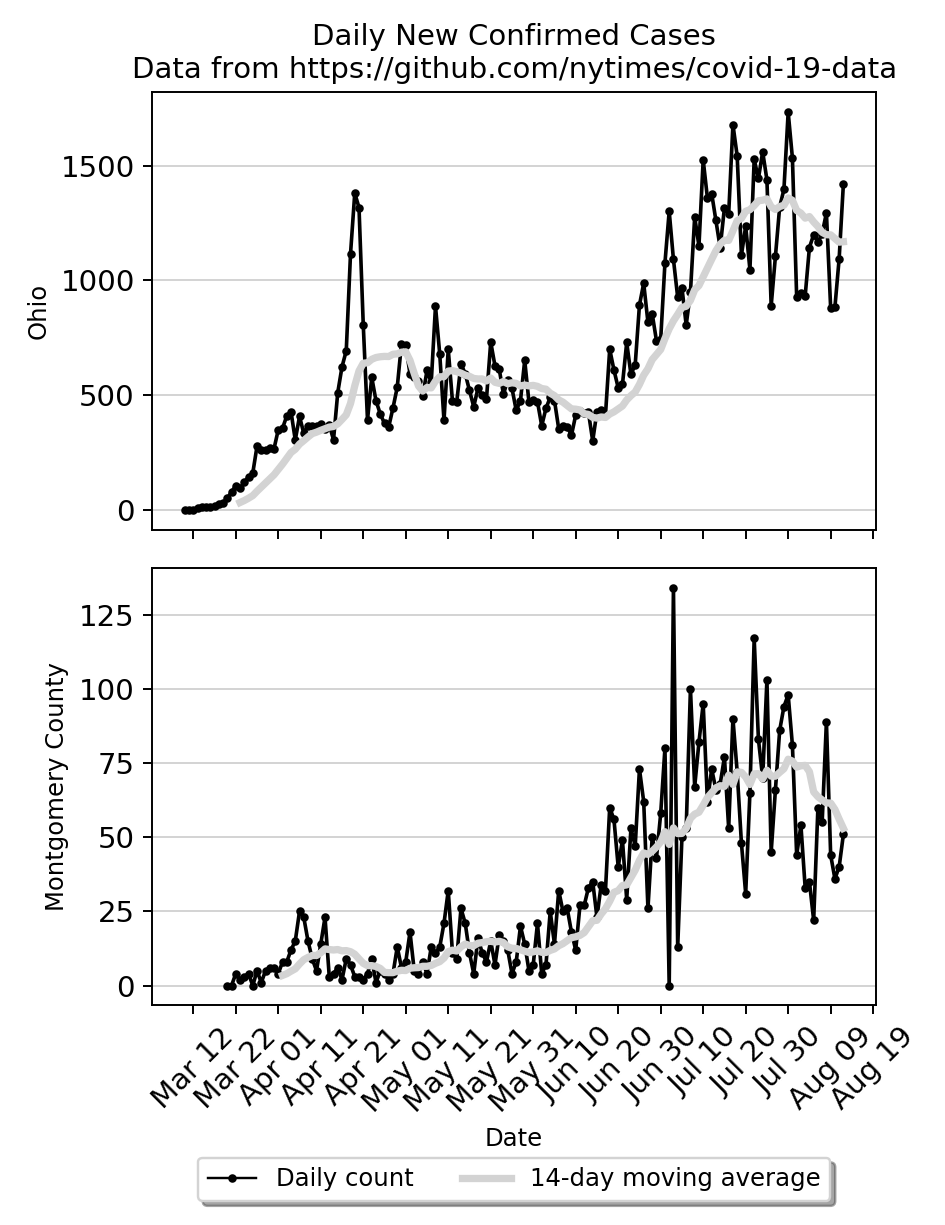 Daily New Confirmed Cases
Data from https://github.com/nytimes/covid-19-data
1500
1000
500
0
Ohio
125
100
75
50
25
0
Montgomery County
Mar 12
Mar 22
Apr 01
Apr 11
Apr 21
May 01
May 11
May 21
May 31
Jun 10
Jun 20
Jun 30
Jul 10
Jul 20
Jul 30
Aug 09
Aug 19
Date
Daily count
14-day moving average